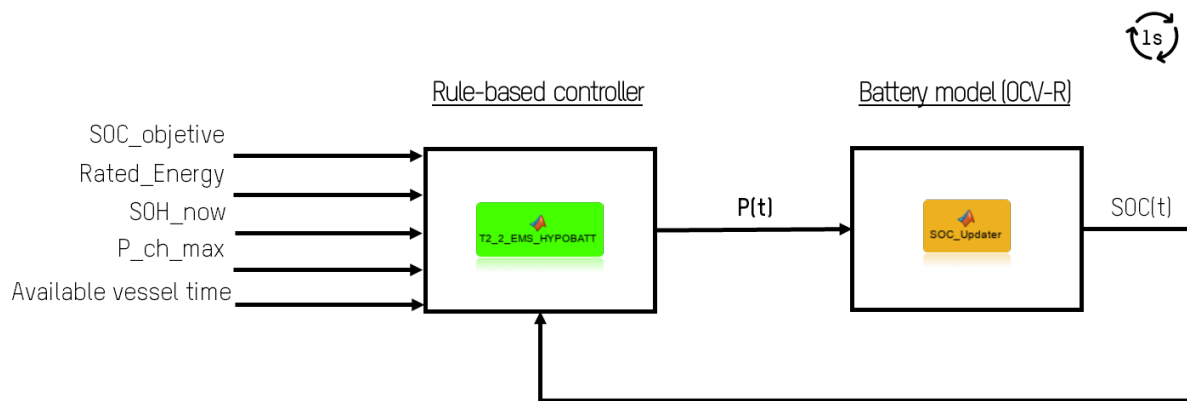 1s
Rule-based controller
Battery model (OCV-R)
SOC_objetive
Rated_Energy
SOH_now
P_ch_max
Available vessel time
T2_2_EMS_HYPOBATT
P(t)
SOC_Updater
SOC(t)